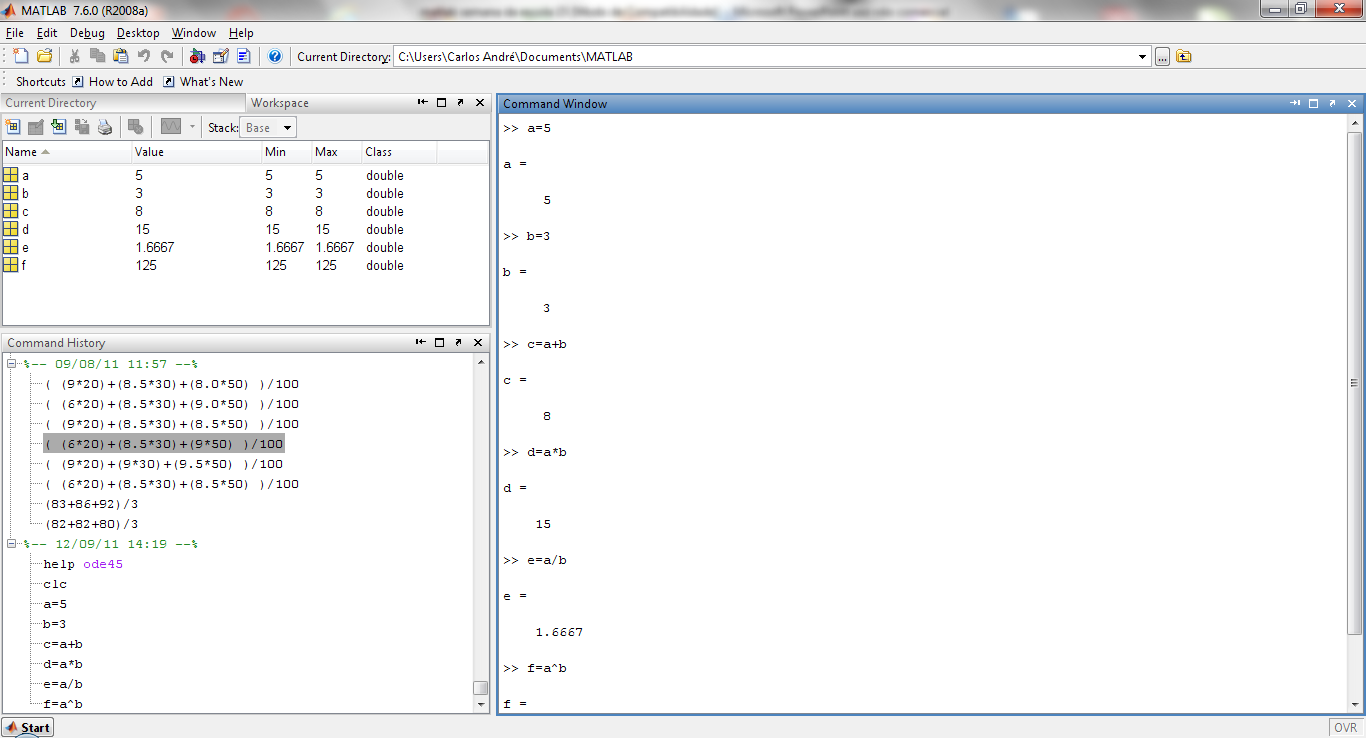 MATLAB 7.6.0 (R2008a)
File Edit Debug Desktop Window Help
Current Directory: C:\Users\Carlos André\Documents\MATLAB ...
Shortcuts How to Add What's New
Current Directory Workspace
Stack: Base
Name Value Min Max Class
a 5 5 5 double
b 3 3 3 double
c 8 8 8 double
d 15 15 15 double
e 1.6667 1.6667 1.6667 double
f 125 125 125 double
Command History
%-- 09/08/11 11:57 --%
( (9*20)+(8.5*30)+(8.0*50) )/100
( (6*20)+(8.5*30)+(9.0*50) )/100
( (9*20)+(8.5*30)+(8.5*50) )/100
( (6*20)+(8.5*30)+(9*50) )/100
( (9*20)+(9*30)+(9.5*50) )/100
( (6*20)+(8.5*30)+(8.5*50) )/100
(83+86+92)/3
(82+82+80)/3
%-- 12/09/11 14:19 --%
help ode45
clc
a=5
b=3
c=a+b
d=a*b
e=a/b
f=a^b
Command Window
>> a=5
a =
5
>> b=3
b =
3
>> c=a+b
c =
8
>> d=a*b
d =
15
>> e=a/b
e =
1.6667
>> f=a^b
f =
Start
OVR